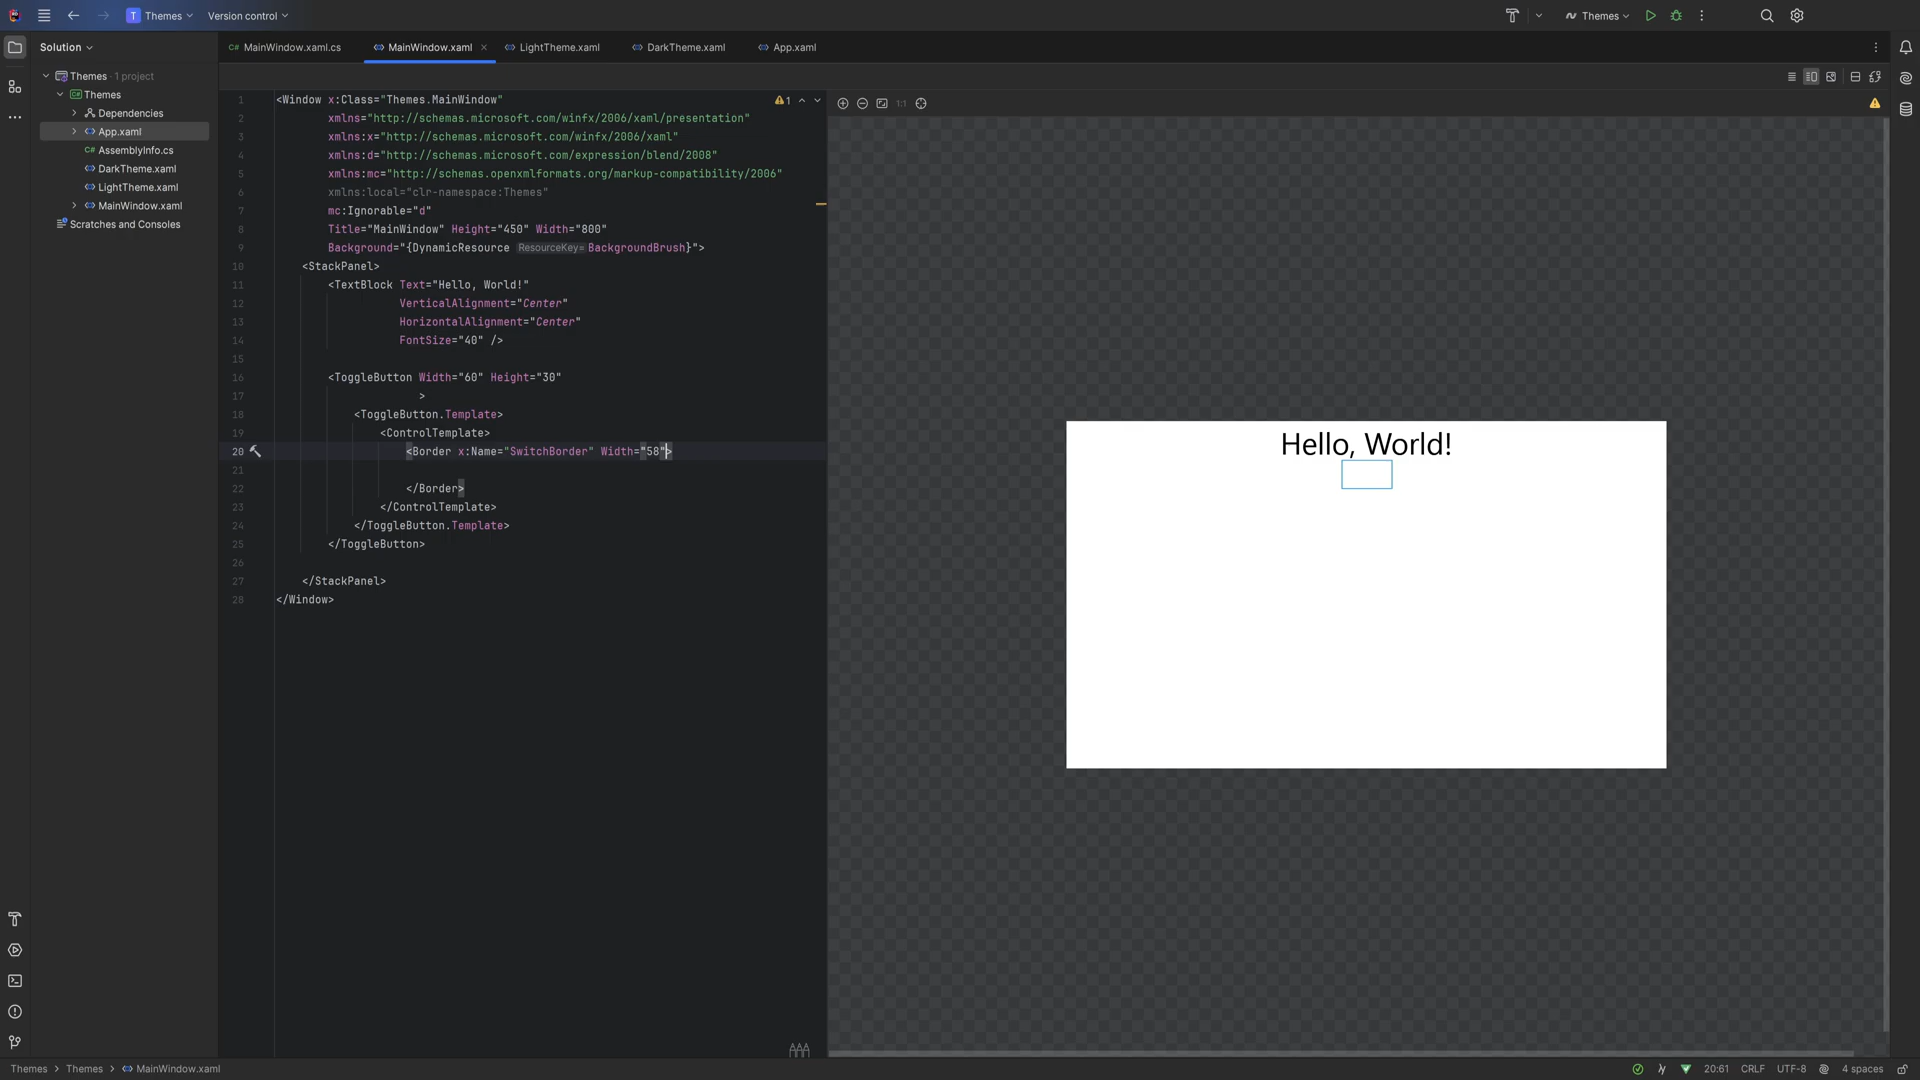 T Themes
Version control
Themes
Solution
MainWindow.xaml.cs
MainWindow.xaml
LightTheme.xaml
DarkTheme.xaml
App.xaml
Themes · 1 project
Themes
Dependencies
App.xaml
C# AssemblyInfo.cs
DarkTheme.xaml
LightTheme.xaml
MainWindow.xaml
Scratches and Consoles
1 <Window x:Class="Themes.MainWindow"
2 xmlns="http://schemas.microsoft.com/winfx/2006/xaml/presentation"
3 xmlns:x="http://schemas.microsoft.com/winfx/2006/xaml"
4 xmlns:d="http://schemas.microsoft.com/expression/blend/2008"
5 xmlns:mc="http://schemas.openxmlformats.org/markup-compatibility/2006"
6 xmlns:local="clr-namespace:Themes"
7 mc:Ignorable="d"
8 Title="MainWindow" Height="450" Width="800"
9 Background="{DynamicResource ResourceKey= BackgroundBrush}">
10 <StackPanel>
11 <TextBlock Text="Hello, World!"
12 VerticalAlignment="Center"
13 HorizontalAlignment="Center"
14 FontSize="40" />
15
16 <ToggleButton Width="60" Height="30"
17 >
18 <ToggleButton.Template>
19 <ControlTemplate>
20 <Border x:Name="SwitchBorder" Width="58">
21
22 </Border>
23 </ControlTemplate>
24 </ToggleButton.Template>
25 </ToggleButton>
26
27 </StackPanel>
28 </Window>
1
1:1
Hello, World!
Themes > Themes > MainWindow.xaml
20:61 CRLF UTF-8 4 spaces